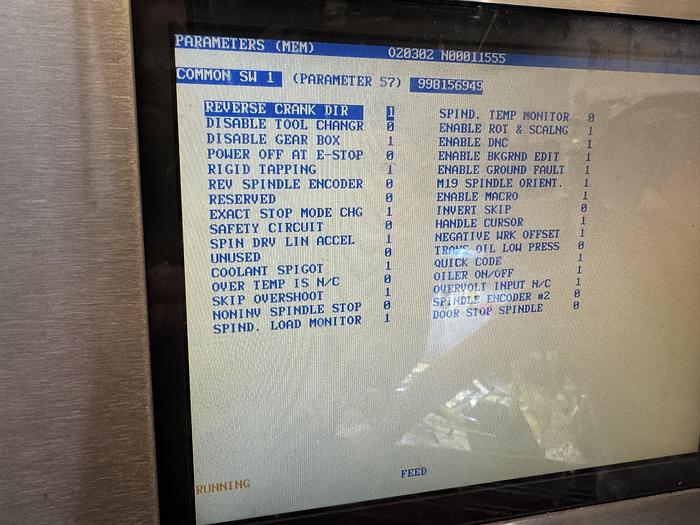 PARAMETERS (MEM) O20302 N00011555
COMMON SW 1 (PARAMETER 57) 998156949
REVERSE CRANK DIR 1
DISABLE TOOL CHANGR 0
DISABLE GEAR BOX 1
POWER OFF AT E-STOP 0
RIGID TAPPING 1
REV SPINDLE ENCODER 0
RESERVED 0
EXACT STOP MODE CHG 1
SAFETY CIRCUIT 0
SPIN DRV LIN ACCEL 1
UNUSED 0
COOLANT SPIGOT 1
OVER TEMP IS N/C 0
SKIP OVERSHOOT 1
NONINV SPINDLE STOP 0
SPIND. LOAD MONITOR 1
SPIND. TEMP MONITOR 0
ENABLE ROT & SCALNG 1
ENABLE DNC 1
ENABLE BKGRND EDIT 1
ENABLE GROUND FAULT 1
M19 SPINDLE ORIENT. 1
ENABLE MACRO 1
INVERT SKIP 0
HANDLE CURSOR 1
NEGATIVE WRK OFFSET 1
TRANS OIL LOW PRESS 0
QUICK CODE 1
OILER ON/OFF 1
OVERVOLT INPUT N/C 1
SPINDLE ENCODER #2 0
DOOR STOP SPINDLE 0
FEED
RUNNING